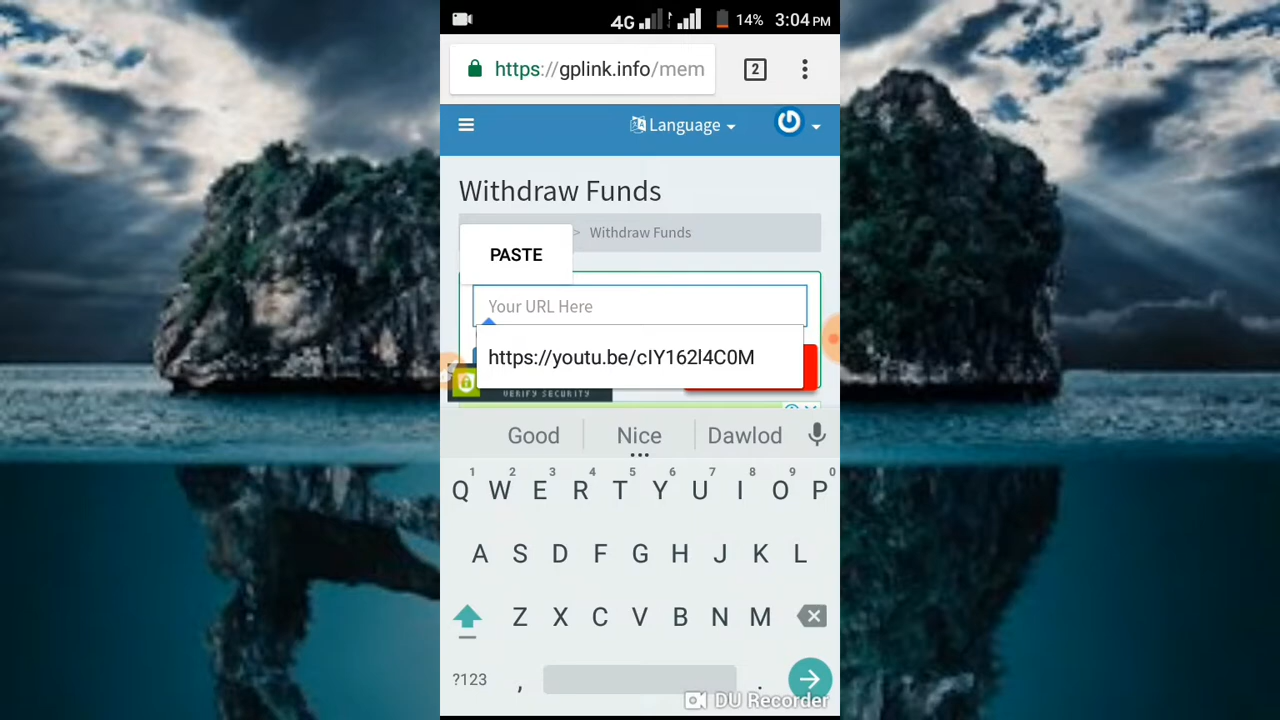 4G 14% 3:04 PM
https://gplink.info/mem 2
Language
Withdraw Funds
> Withdraw Funds
PASTE
Your URL Here
https://youtu.be/cIY162l4C0M
VERIFY SECURITY
Good Nice Dawlod
1 2 3 4 5 6 7 8 9 0
Q W E R T Y U I O P
A S D F G H J K L
Z X C V B N M
?123 , .
DU Recorder